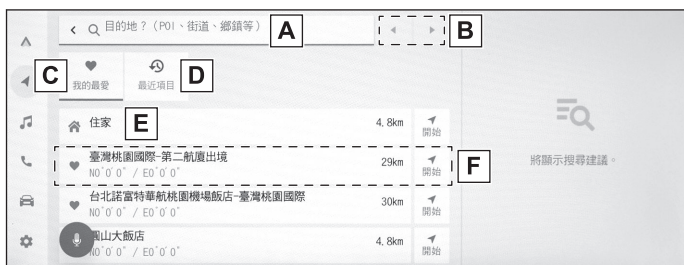 目的地？（POI、街道、鄉鎮等）
A
B
C
我的最愛
最近項目
D
住家
E
4.8km
開始
臺灣桃園國際-第二航廈出境
N0°0'0" / E0°0'0"
29km
開始
F
將顯示搜尋建議。
台北諾富特華航桃園機場飯店-臺灣桃園國際
N0°0'0" / E0°0'0"
30km
開始
圓山大飯店
N0°0'0" / E0°0'0"
4.8km
開始